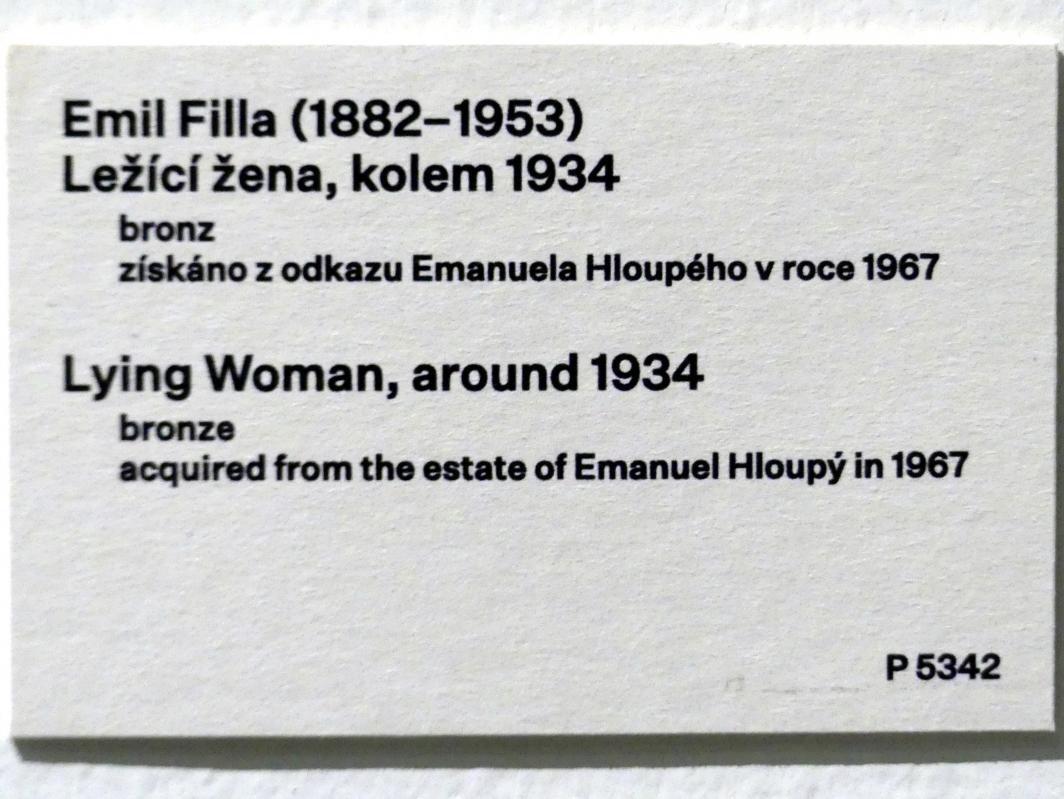 Emil Filla (1882–1953)
Ležící žena, kolem 1934
bronz
získáno z odkazu Emanuela Hloupého v roce 1967
Lying Woman, around 1934
bronze
acquired from the estate of Emanuel Hloupý in 1967
P 5342